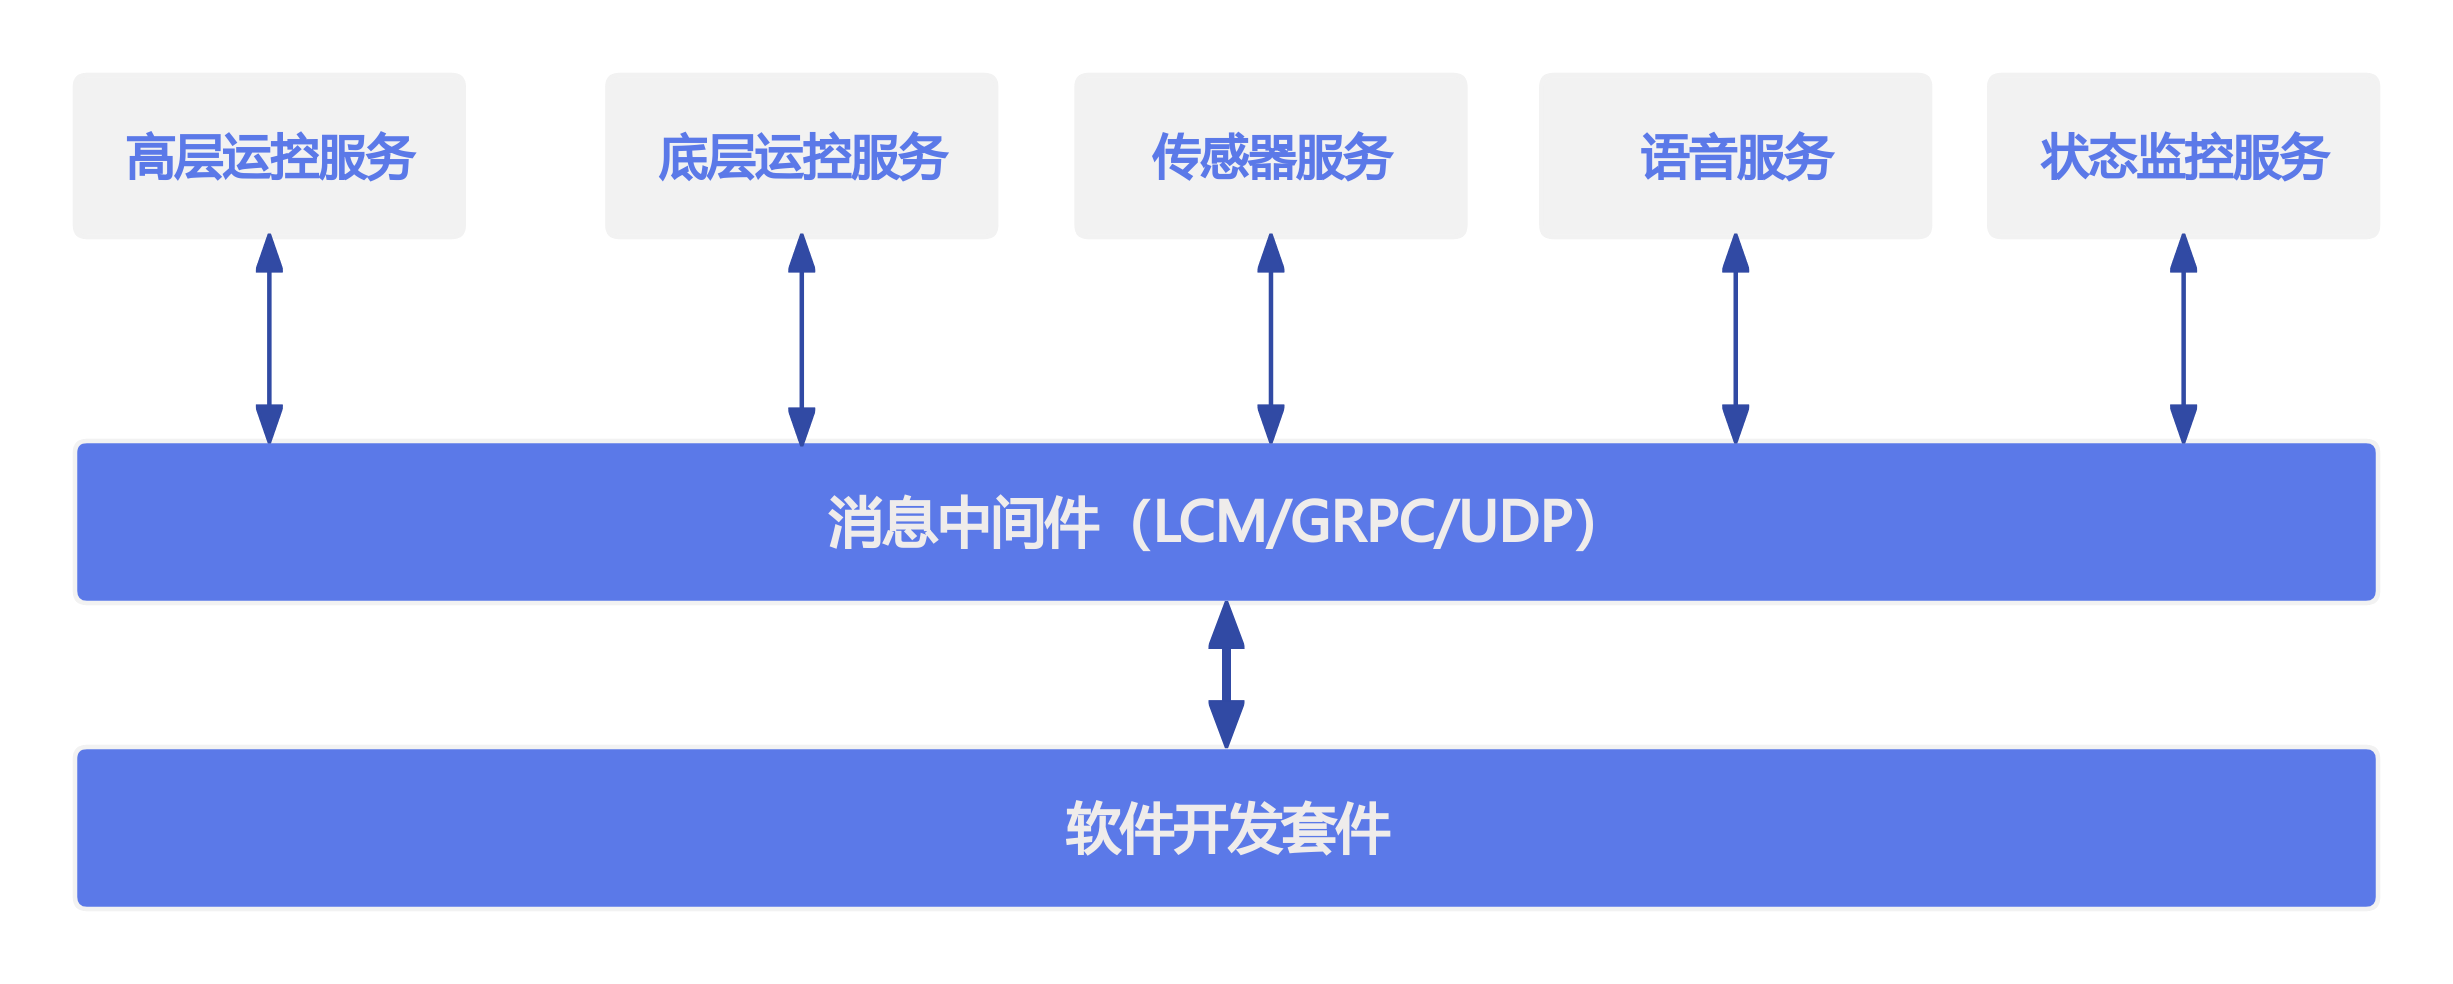 高层运控服务
底层运控服务
传感器服务
语音服务
状态监控服务
消息中间件（LCM/GRPC/UDP）
软件开发套件